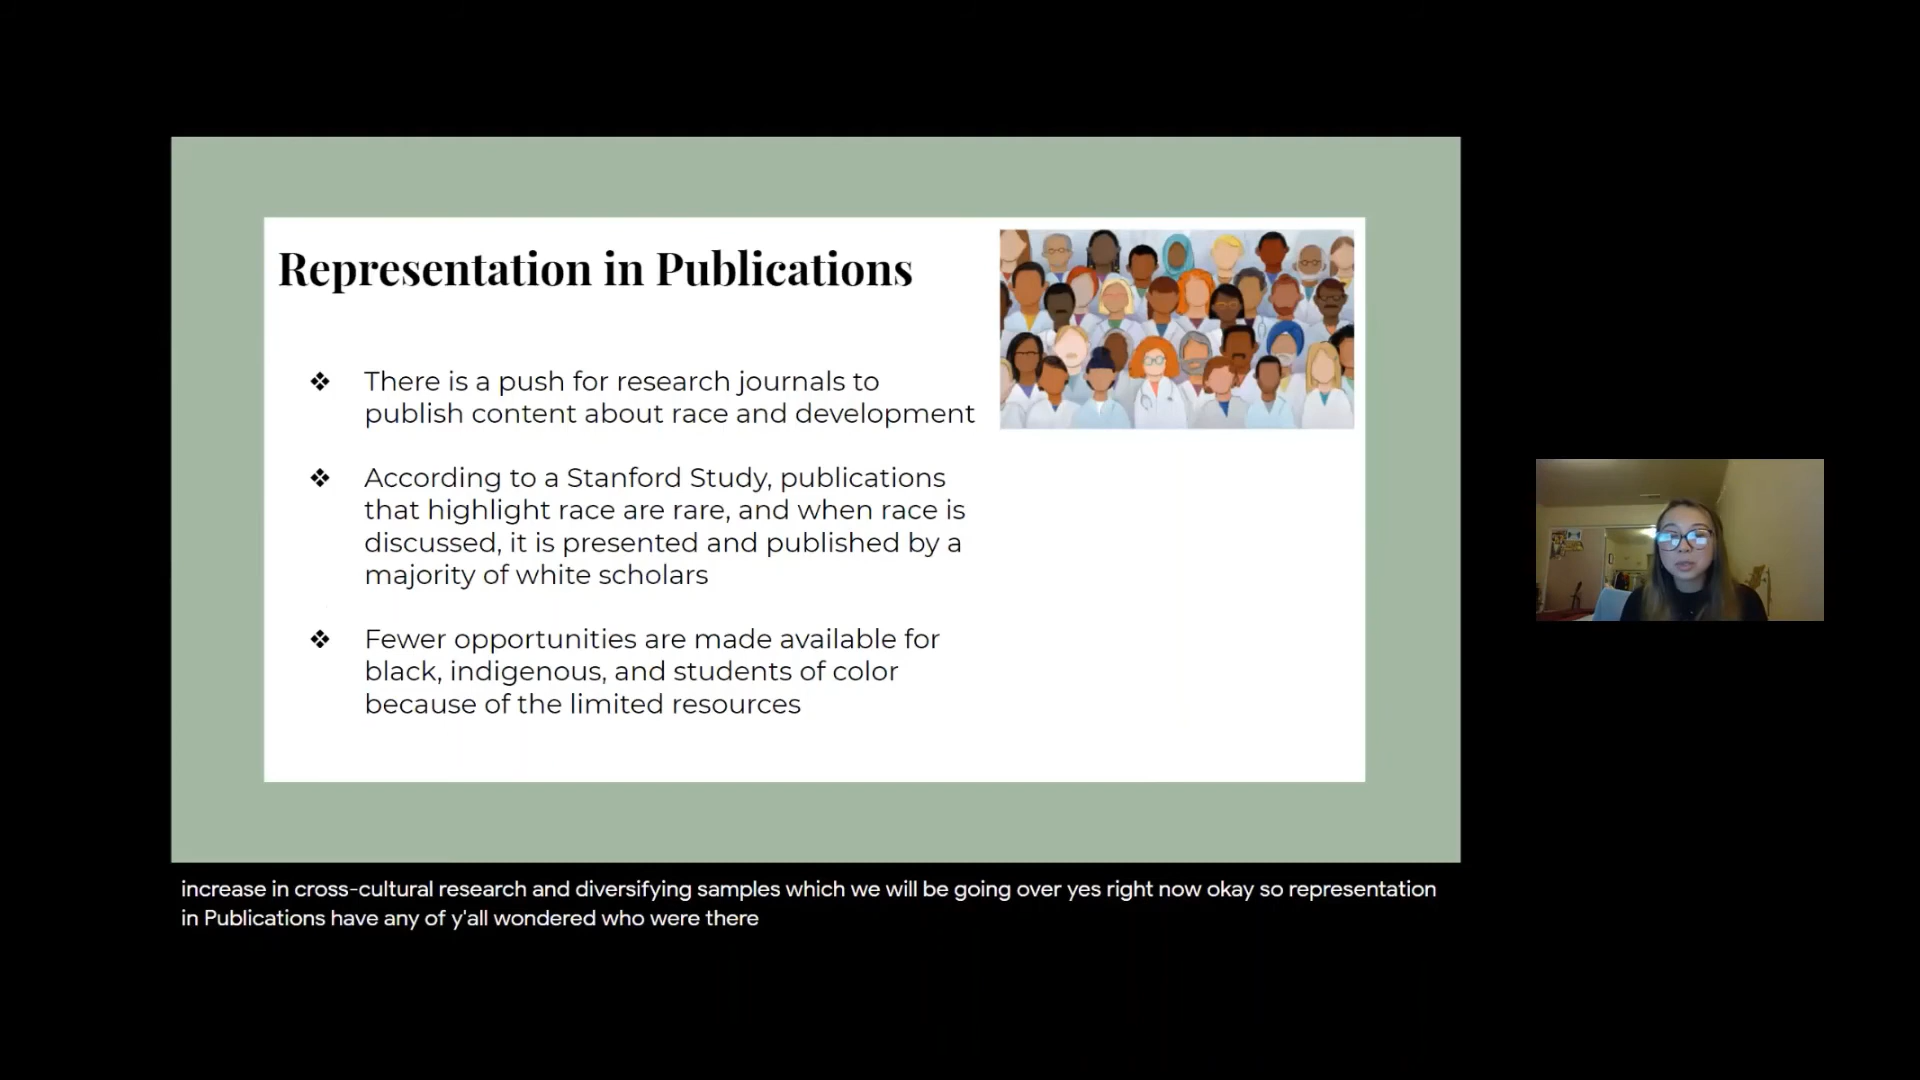 Representation in Publications
❖ There is a push for research journals to
publish content about race and development
❖ According to a Stanford Study, publications
that highlight race are rare, and when race is
discussed, it is presented and published by a
majority of white scholars
❖ Fewer opportunities are made available for
black, indigenous, and students of color
because of the limited resources
increase in cross-cultural research and diversifying samples which we will be going over yes right now okay so representation
in Publications have any of y'all wondered who were there